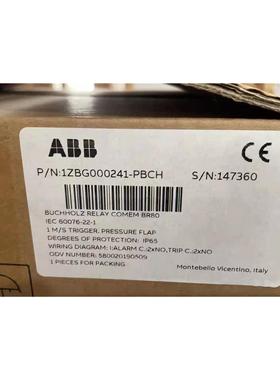 ABB
CE
P/N:1ZBG000241-PBCH S/N:147360
BUCHHOLZ RELAY COMEM BR80
IEC 60076-22-1
1 M/S TRIGGER, PRESSURE FLAP
DEGREES OF PROTECTION: IP65
WIRING DIAGRAM: I:ALARM C.:2xNO,TRIP C.:2xNO
ODV NUMBER: 580020190509
1 PIECES FOR PACKING Montebello Vicentino, Italy